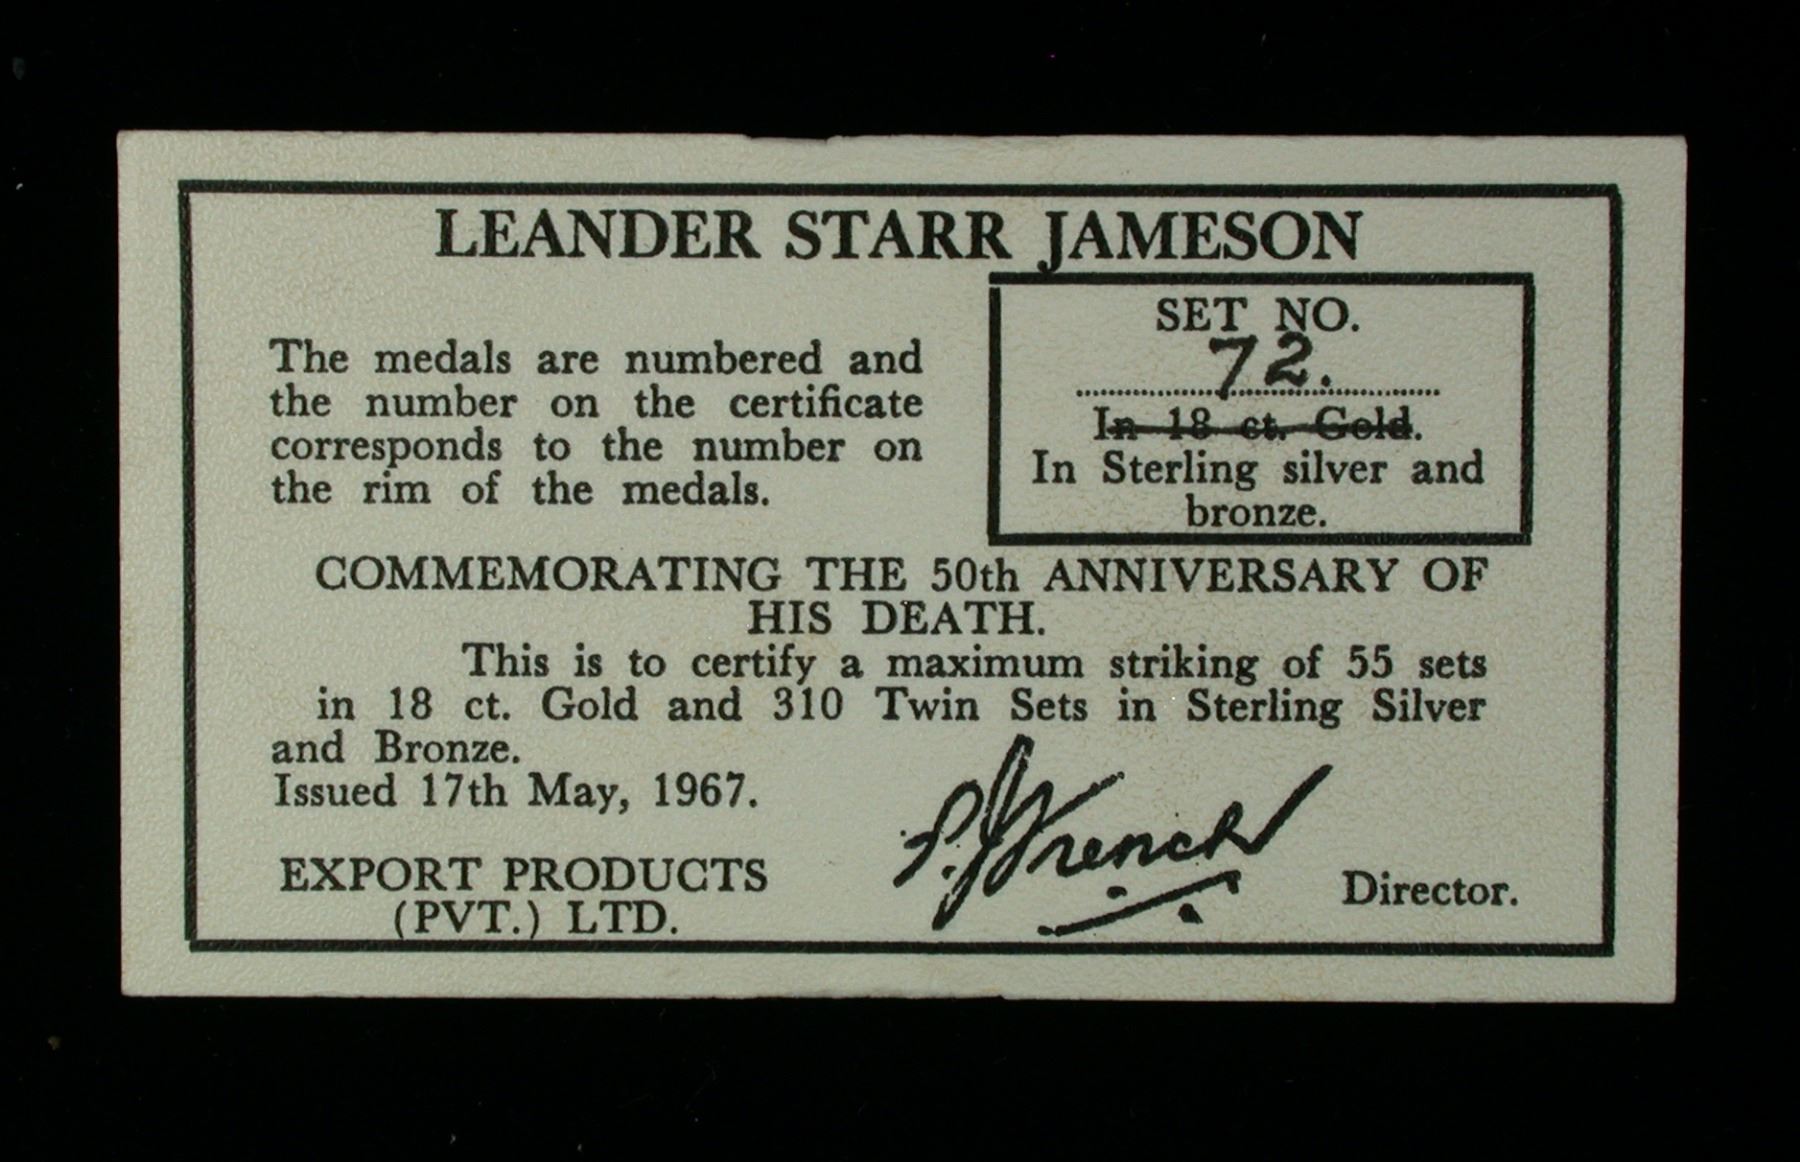 LEANDER STARR JAMESON
SET NO.
72.
In 18 ct. Gold.
In Sterling silver and
bronze.
The medals are numbered and
the number on the certificate
corresponds to the number on
the rim of the medals.
COMMEMORATING THE 50th ANNIVERSARY OF
HIS DEATH.
This is to certify a maximum striking of 55 sets
in 18 ct. Gold and 310 Twin Sets in Sterling Silver
and Bronze.
Issued 17th May, 1967.
P. J. Wrench
EXPORT PRODUCTS
(PVT.) LTD.
Director.